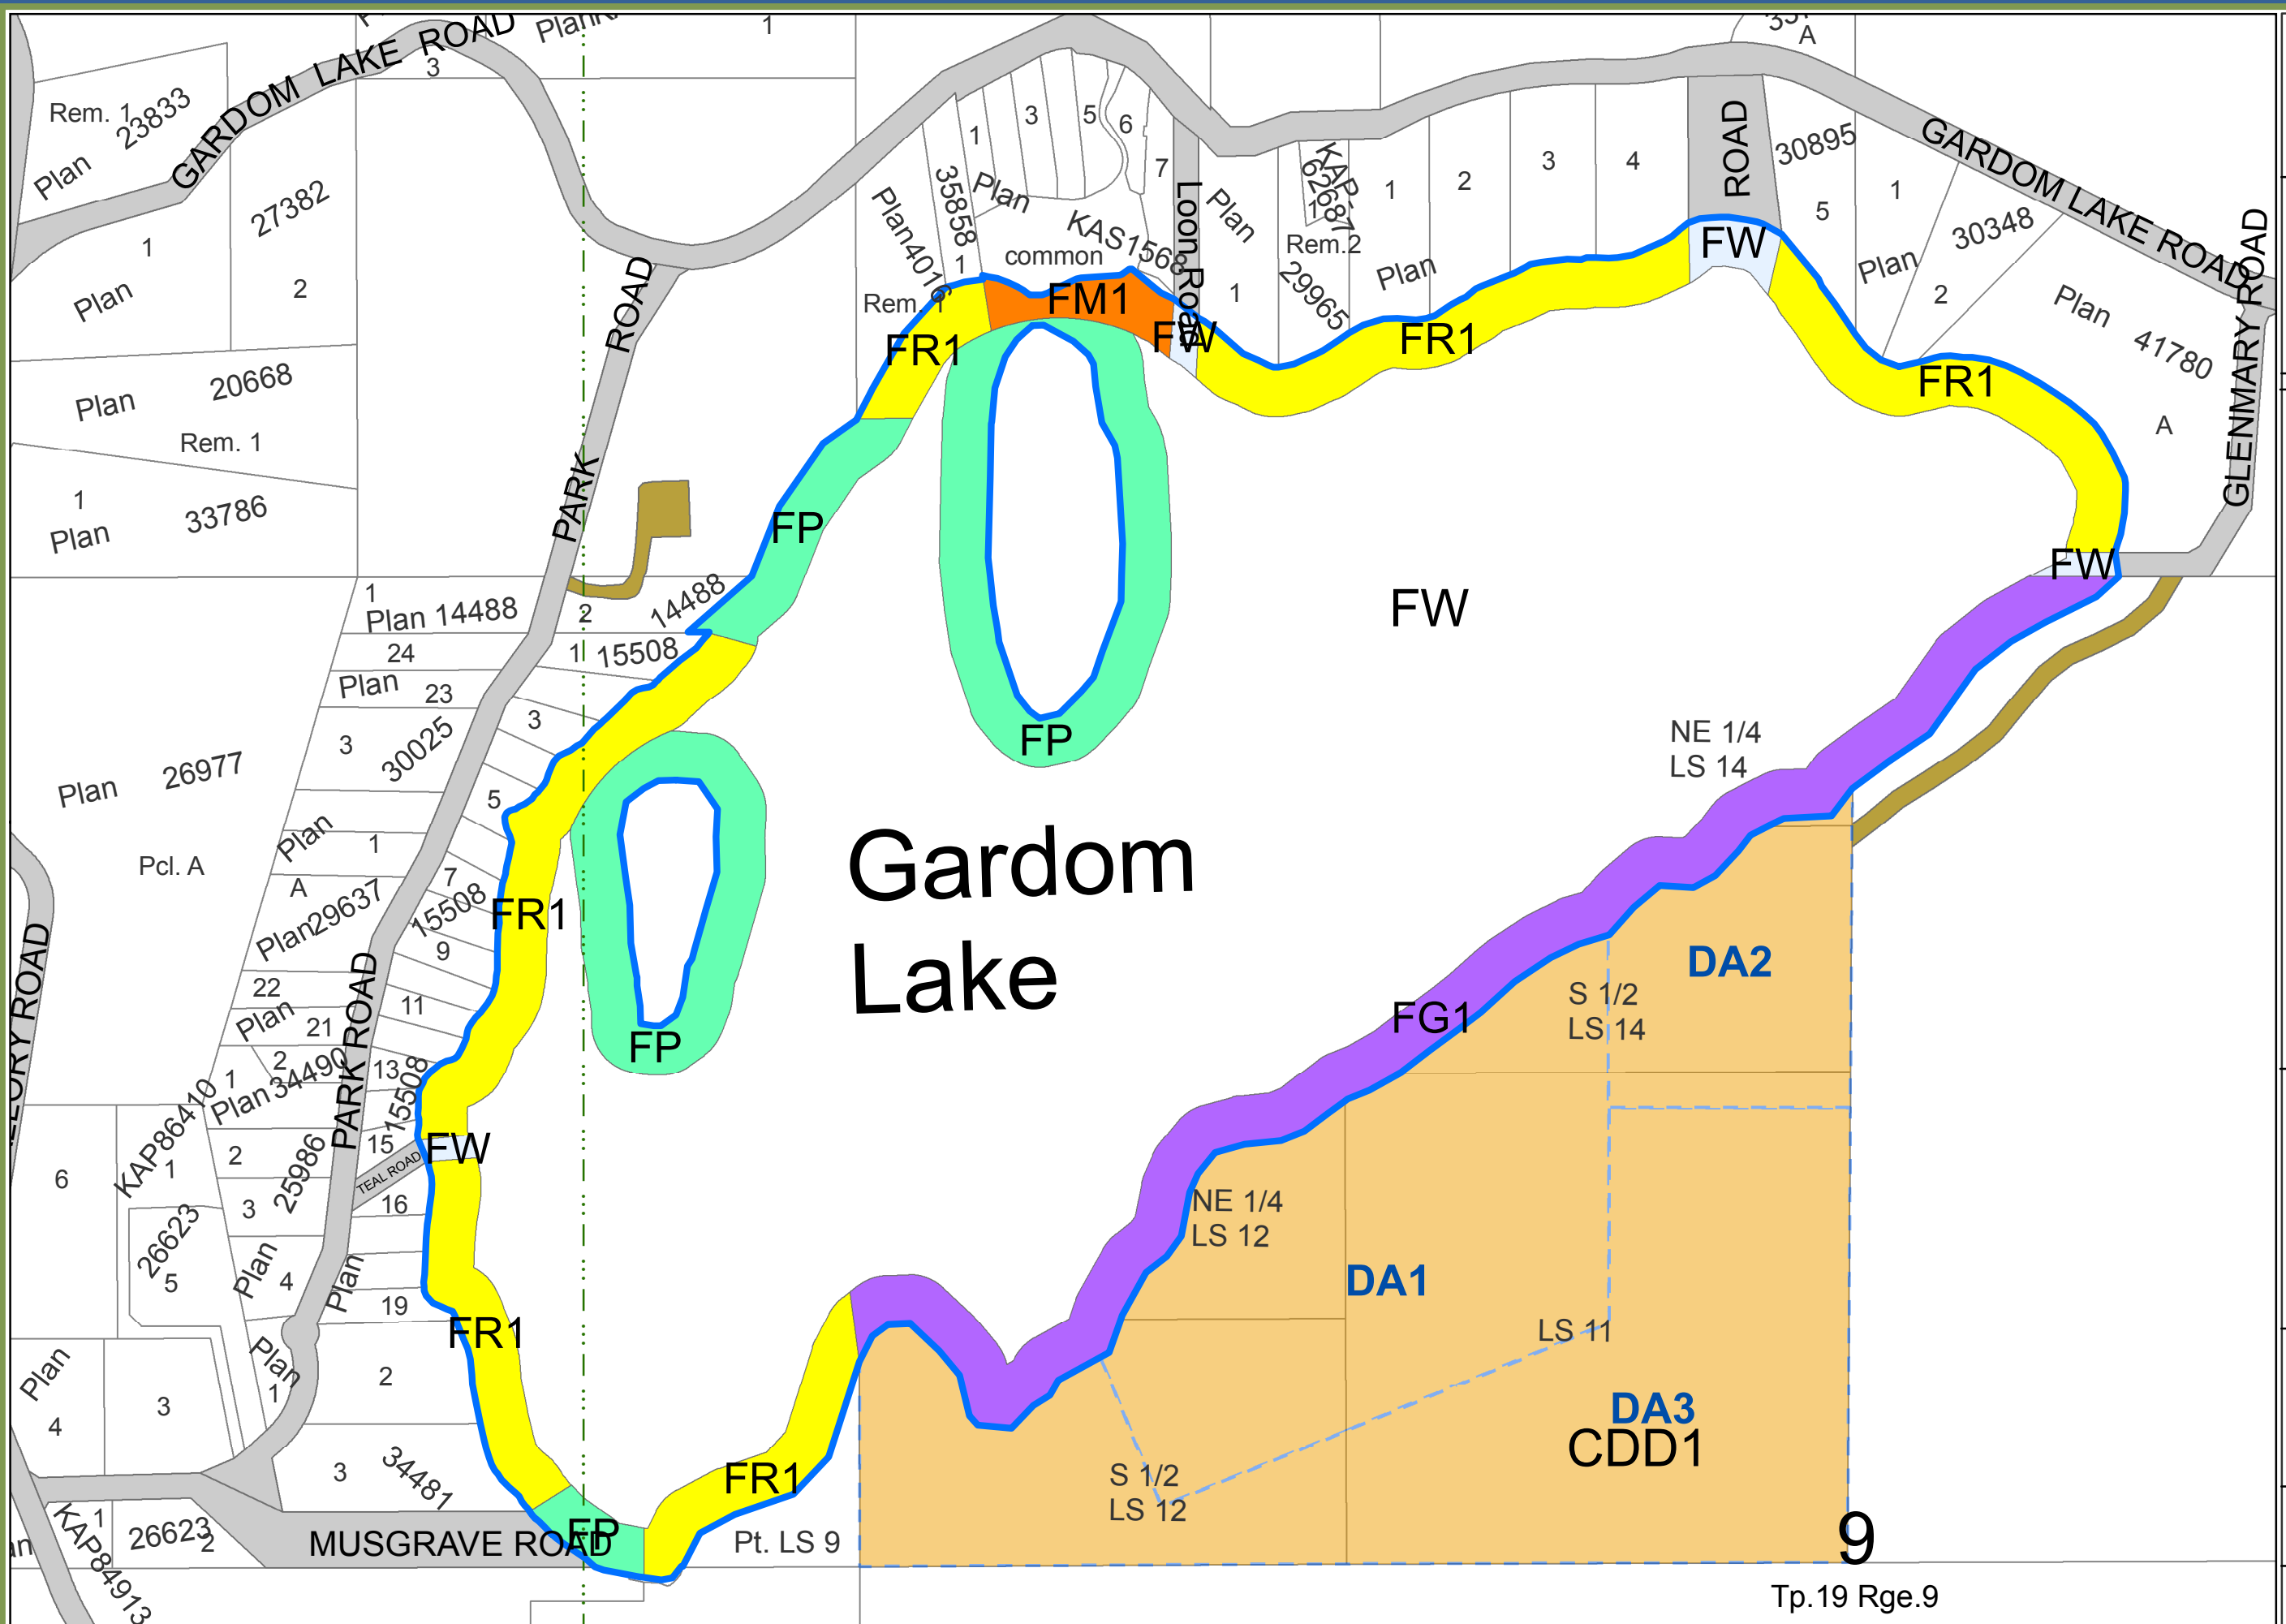 GARDOM LAKE ROAD
3
1
A
Rem. 1
Plan 23833
27382
1
Plan
2
20668
Plan
Rem. 1
1
33786
Plan
PARK ROAD
Plan 4016
Rem. 1
35858
1
1
Plan
3
5
6
7
KAS1568
common
Loon Road
Plan
1
KAP
62687
1
Rem.2
29965
1
2
3
4
Plan
ROAD
30895
5
1
Plan
30348
2
GARDOM LAKE ROAD
Plan 41780
A
GLENMARY ROAD
FR1
FM1
FW
FR1
FW
FR1
FW
FP
FP
FW
1
Plan 14488
2
14488
24
1
15508
Plan
23
3
3
30025
Plan 26977
5
Plan
1
Pcl. A
A
7
Plan 29637
15508
9
FR1
FP
Gardom
Lake
NE 1/4
LS 14
DA2
S 1/2
LS 14
FG1
22
Plan
21
11
2
1
Plan 34490
13
15508
PARK ROAD
KAP86410
1
2
25986
15
FW
TEAL ROAD
6
3
16
26623
5
Plan
4
Plan
19
FR1
NE 1/4
LS 12
DA1
LS 11
DA3
CDD1
Plan
4
3
Plan
1
2
3
34481
FR1
S 1/2
LS 12
KAP84913
1
26623
2
MUSGRAVE ROAD
FP
Pt. LS 9
9
Tp.19 Rge.9